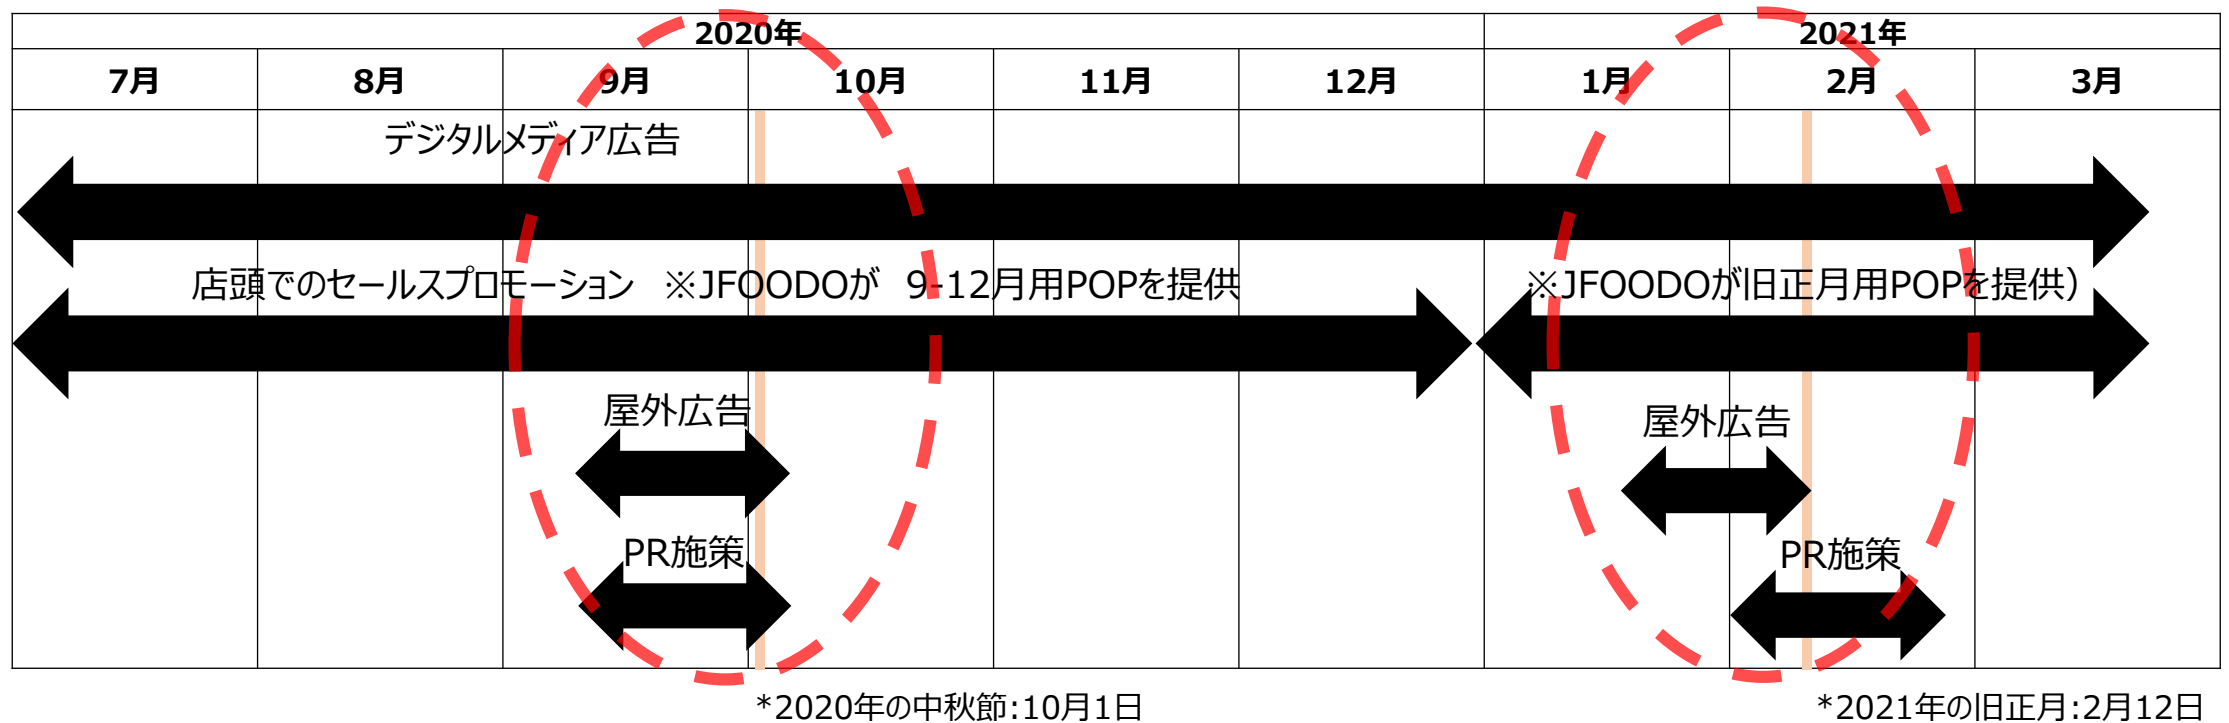 2020年 2021年
7月 8月 9月 10月 11月 12月 1月 2月 3月
デジタルメディア広告
店頭でのセールスプロモーション ※JFOODOが 9-12月用POPを提供 ※JFOODOが旧正月用POPを提供）
屋外広告
屋外広告
PR施策
PR施策
*2020年の中秋節:10月1日 *2021年の旧正月:2月12日